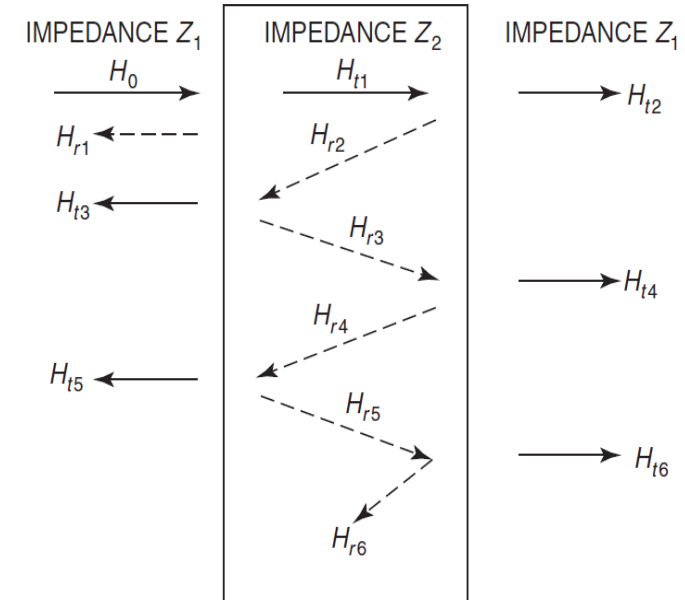 IMPEDANCE Z₁ IMPEDANCE Z₂ IMPEDANCE Z₁
H₀ Hₜ₁ Hₜ₂
Hᵣ₁ Hᵣ₂
Hₜ₃ Hᵣ₃
Hₜ₄
Hᵣ₄
Hₜ₅ Hᵣ₅
Hₜ₆
Hᵣ₆